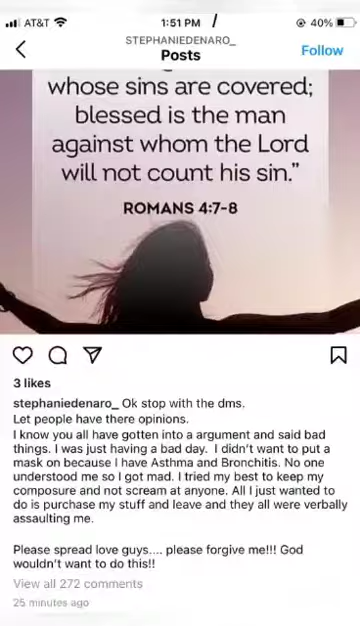 AT&T 1:51 PM 40%
STEPHANIEDENARO_
Posts
Follow
whose sins are covered;
blessed is the man
against whom the Lord
will not count his sin.”
ROMANS 4:7-8
3 likes
stephaniedenaro_ Ok stop with the dms.
Let people have there opinions.
I know you all have gotten into a argument and said bad
things. I was just having a bad day. I didn't want to put a
mask on because I have Asthma and Bronchitis. No one
understood me so I got mad. I tried my best to keep my
composure and not scream at anyone. All I just wanted to
do is purchase my stuff and leave and they all were verbally
assaulting me.
Please spread love guys.... please forgive me!!! God
wouldn't want to do this!!
View all 272 comments
25 minutes ago